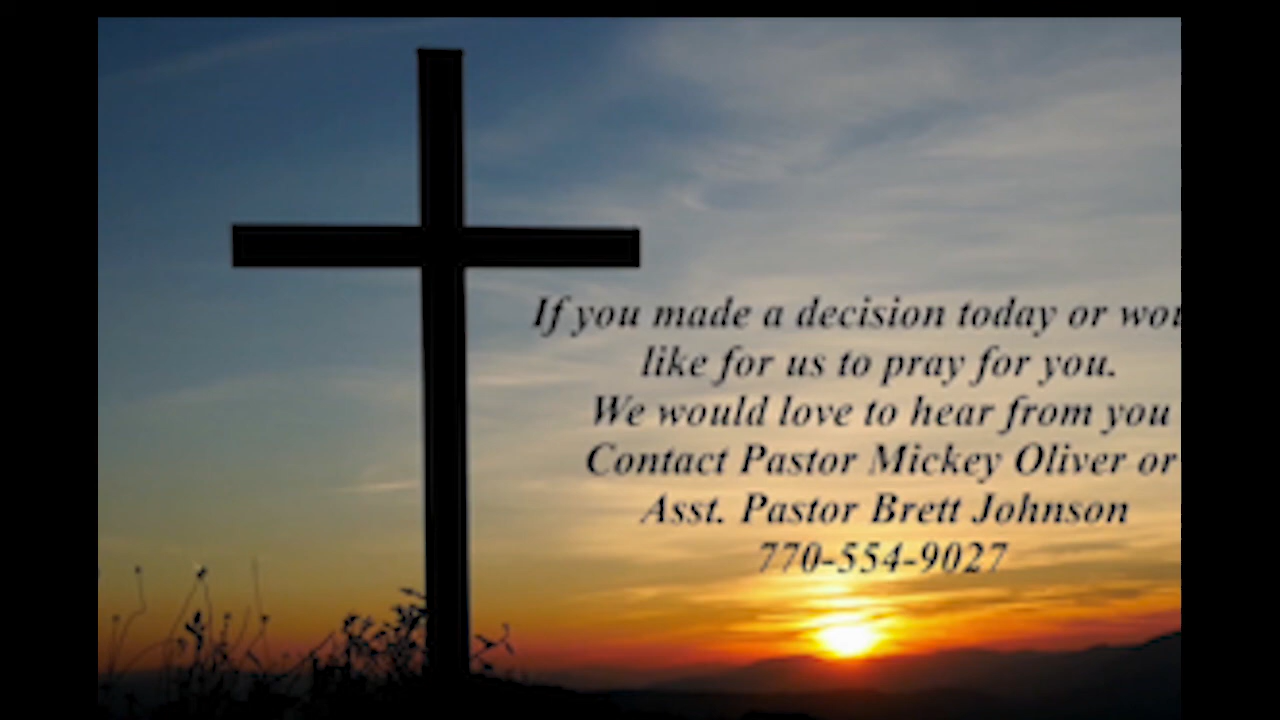 If you made a decision today or wou
like for us to pray for you.
We would love to hear from you
Contact Pastor Mickey Oliver or
Asst. Pastor Brett Johnson
770-554-9027